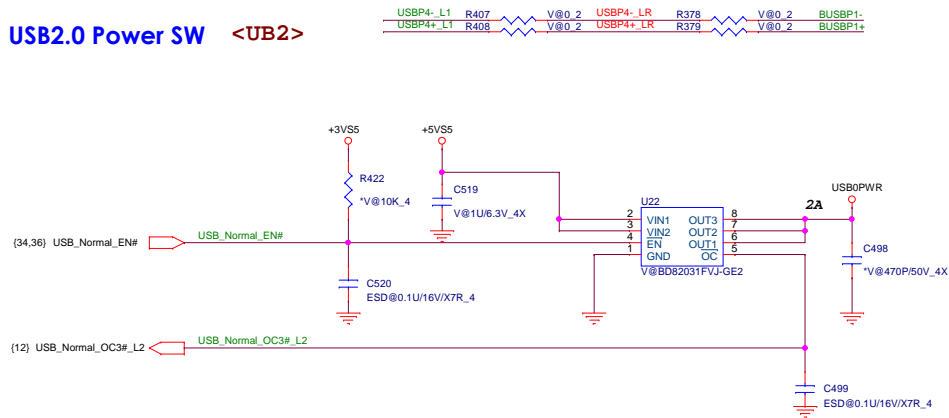 USBP4-_L1 R407 V@0_2 USBP4-_LR R378 V@0_2 BUSBP1-
USBP4+_L1 R408 V@0_2 USBP4+_LR R379 V@0_2 BUSBP1+
USB2.0 Power SW <UB2>
+3VS5 +5VS5
R422
*V@10K_4
C519
V@1U/6.3V_4X
U22
2A
USB0PWR
2 VIN1 OUT3 8
3 VIN2 OUT2 7
4 EN OUT1 6
1 GND OC 5
V@BD82031FVJ-GE2
{34,36} USB_Normal_EN# USB_Normal_EN#
C498
*V@470P/50V_4X
C520
ESD@0.1U/16V/X7R_4
{12} USB_Normal_OC3#_L2 USB_Normal_OC3#_L2
C499
ESD@0.1U/16V/X7R_4